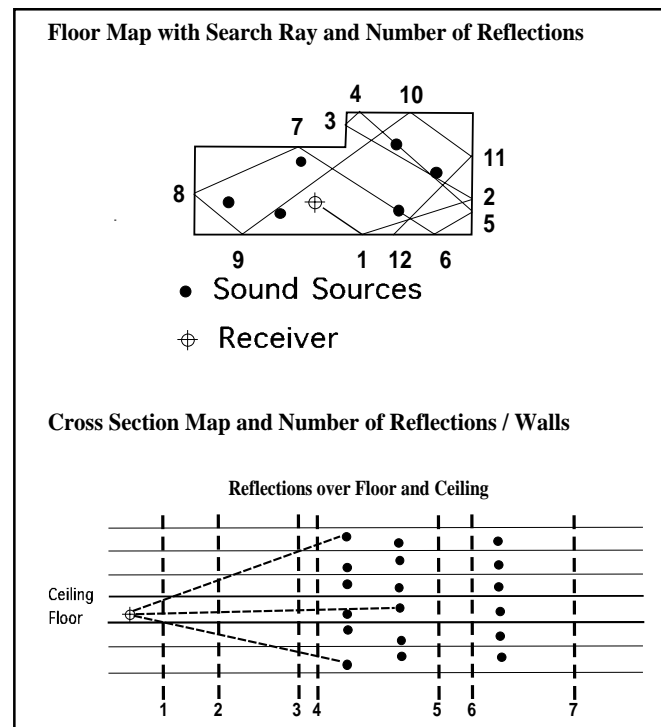 Floor Map with Search Ray and Number of Reflections
4 10
3
7
11
8
2
5
9 1 12 6
Sound Sources
Receiver
Cross Section Map and Number of Reflections / Walls
Reflections over Floor and Ceiling
Ceiling
Floor
1 2 3 4 5 6 7